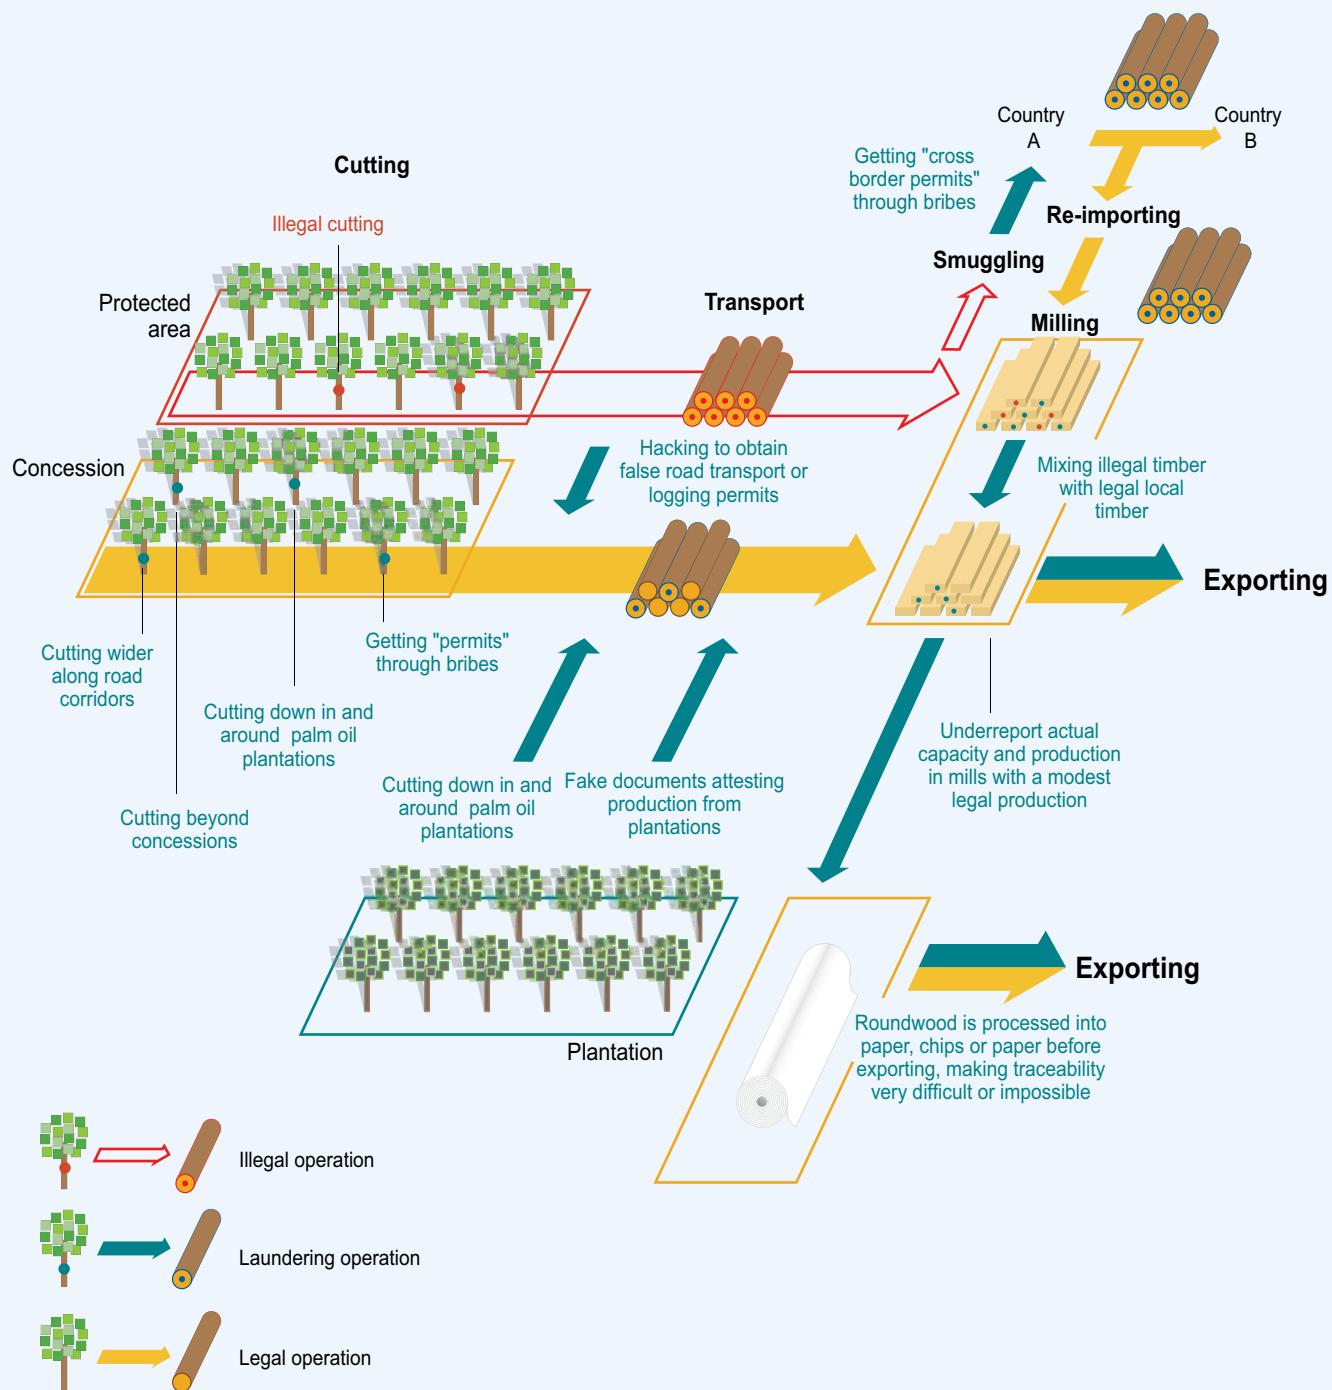 Cutting
Illegal cutting
Protected
area
Concession
Transport
Country
A
Country
B
Getting "cross
border permits"
through bribes
Re-importing
Smuggling
Milling
Hacking to obtain
false road transport or
logging permits
Mixing illegal timber
with legal local
timber
Exporting
Cutting wider
along road
corridors
Getting "permits"
through bribes
Cutting down in and
around palm oil
plantations
Cutting beyond
concessions
Cutting down in and
around palm oil
plantations
Fake documents attesting
production from
plantations
Underreport actual
capacity and production
in mills with a modest
legal production
Plantation
Exporting
Roundwood is processed into
paper, chips or paper before
exporting, making traceability
very difficult or impossible
Illegal operation
Laundering operation
Legal operation